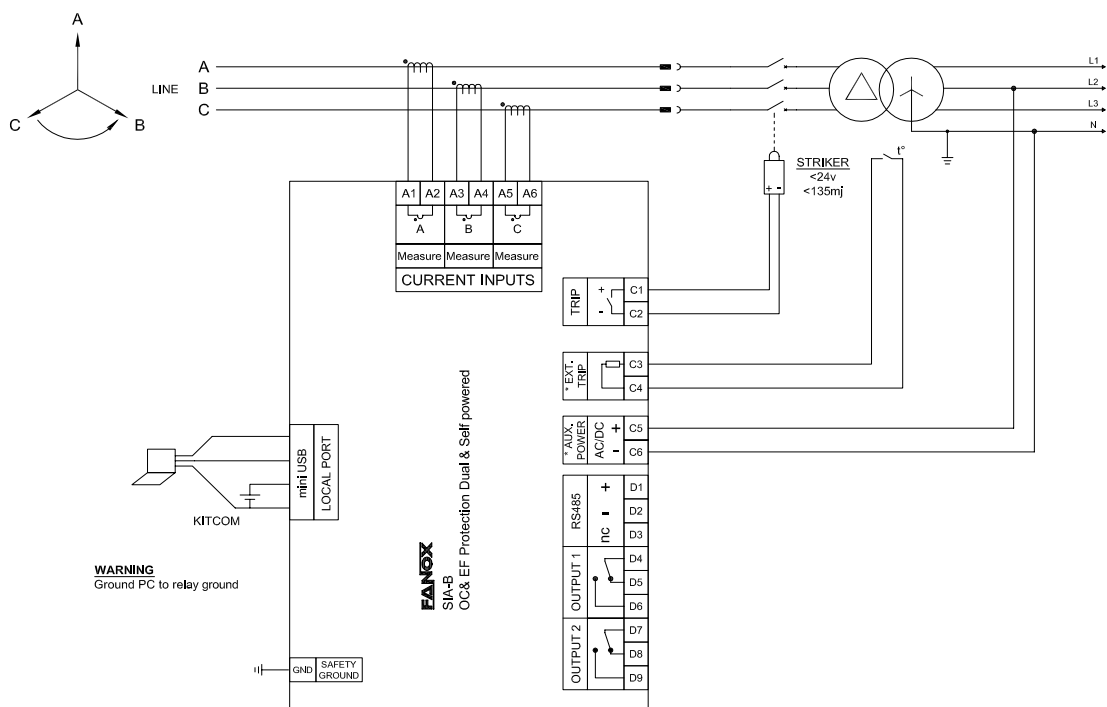 A
C
B
LINE
A
B
C
L1
L2
L3
N
STRIKER
<24v
<135mj
+ -
t°
A1 A2 A3 A4 A5 A6
A B C
Measure Measure Measure
CURRENT INPUTS
TRIP
+ C1
- C2
* EXT.
TRIP
C3
C4
* AUX.
POWER
AC/DC
+ C5
- C6
RS485
+ D1
- D2
nc D3
OUTPUT 1
D4
D5
D6
OUTPUT 2
D7
D8
D9
mini USB
LOCAL PORT
KITCOM
WARNING
Ground PC to relay ground
FANOX
SIA-B
OC& EF Protection Dual & Self powered
GND
SAFETY
GROUND